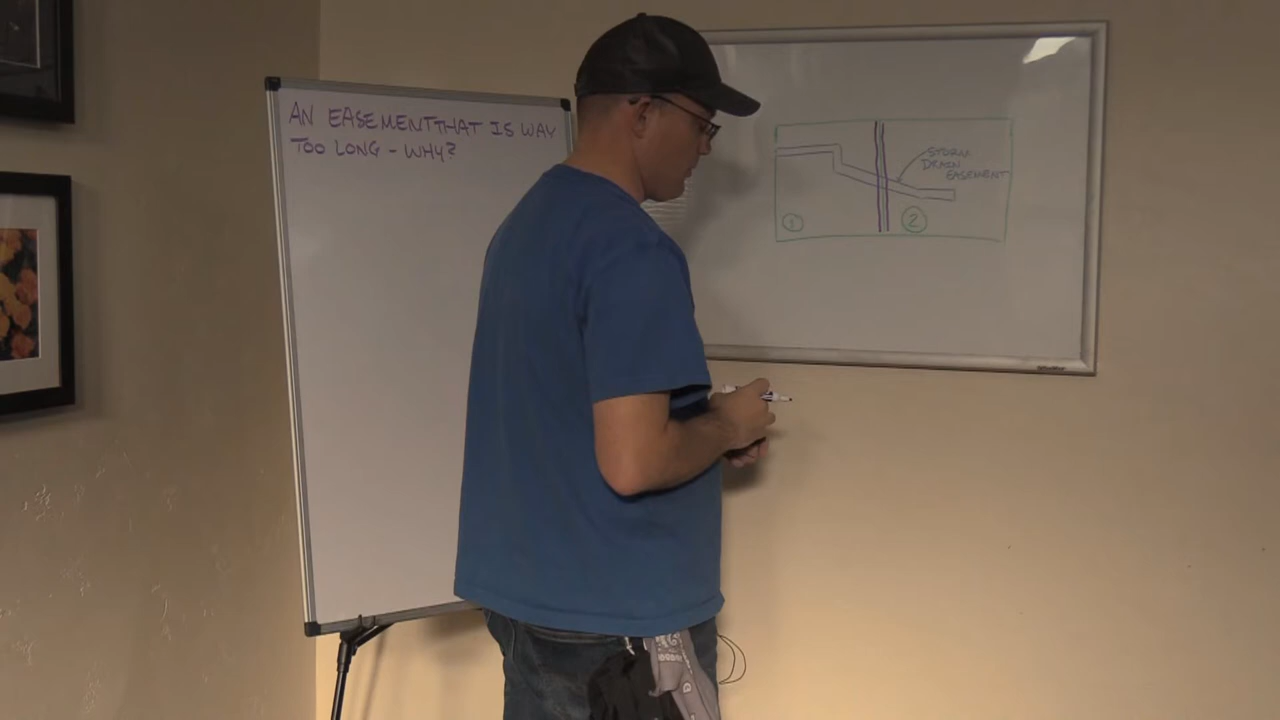 AN EASEMENT THAT IS WAY
TOO LONG - WHY?
STORM
DRAIN
EASEMENT
1
2